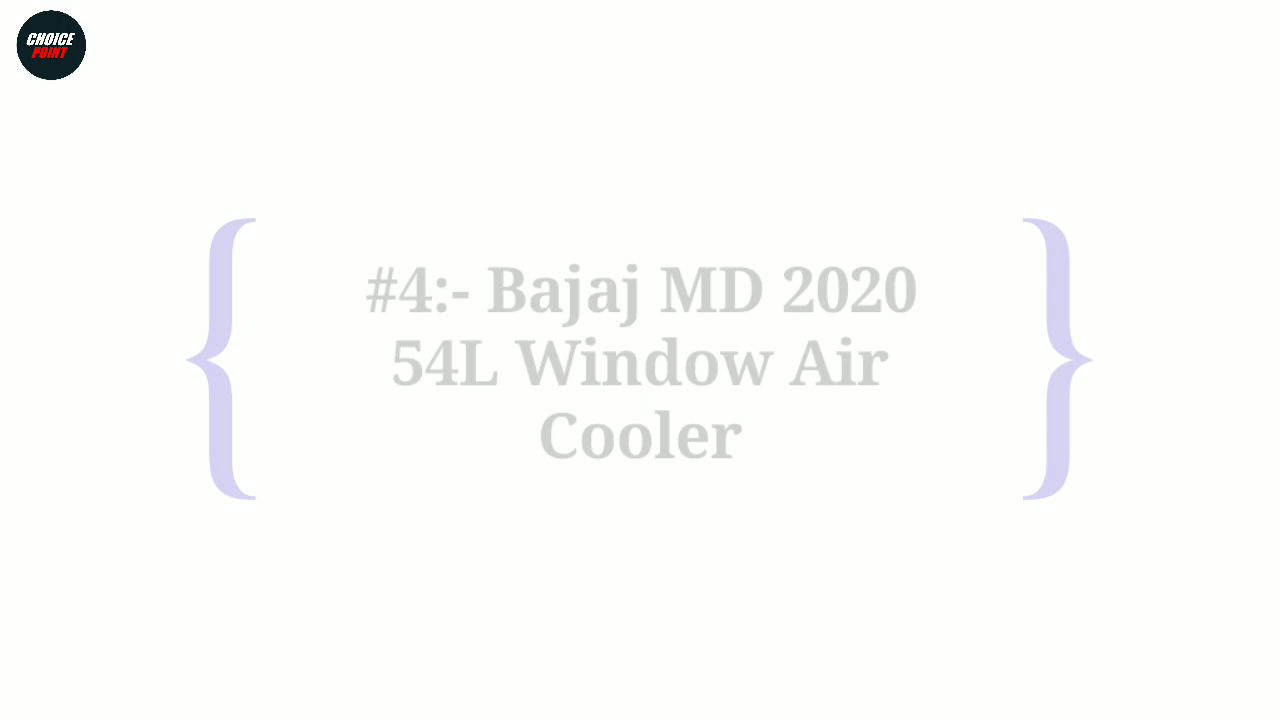 CHOICE
POINT
#4:- Bajaj MD 2020
54L Window Air
Cooler